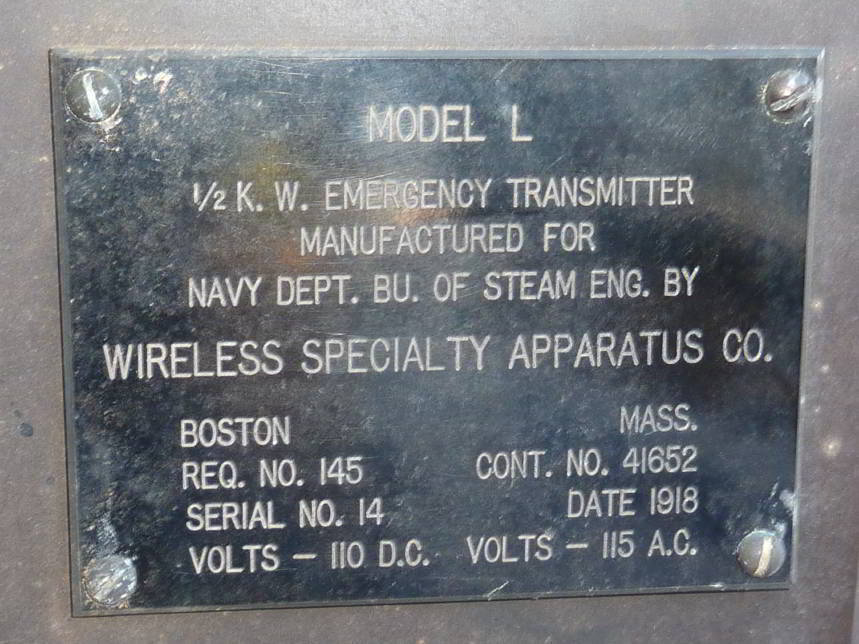 MODEL L
½ K. W. EMERGENCY TRANSMITTER
MANUFACTURED FOR
NAVY DEPT. BU. OF STEAM ENG. BY
WIRELESS SPECIALTY APPARATUS CO.
BOSTON MASS.
REQ. NO. 145 CONT. NO. 41652
SERIAL NO. 14 DATE 1918
VOLTS – 110 D.C. VOLTS – 115 A.C.